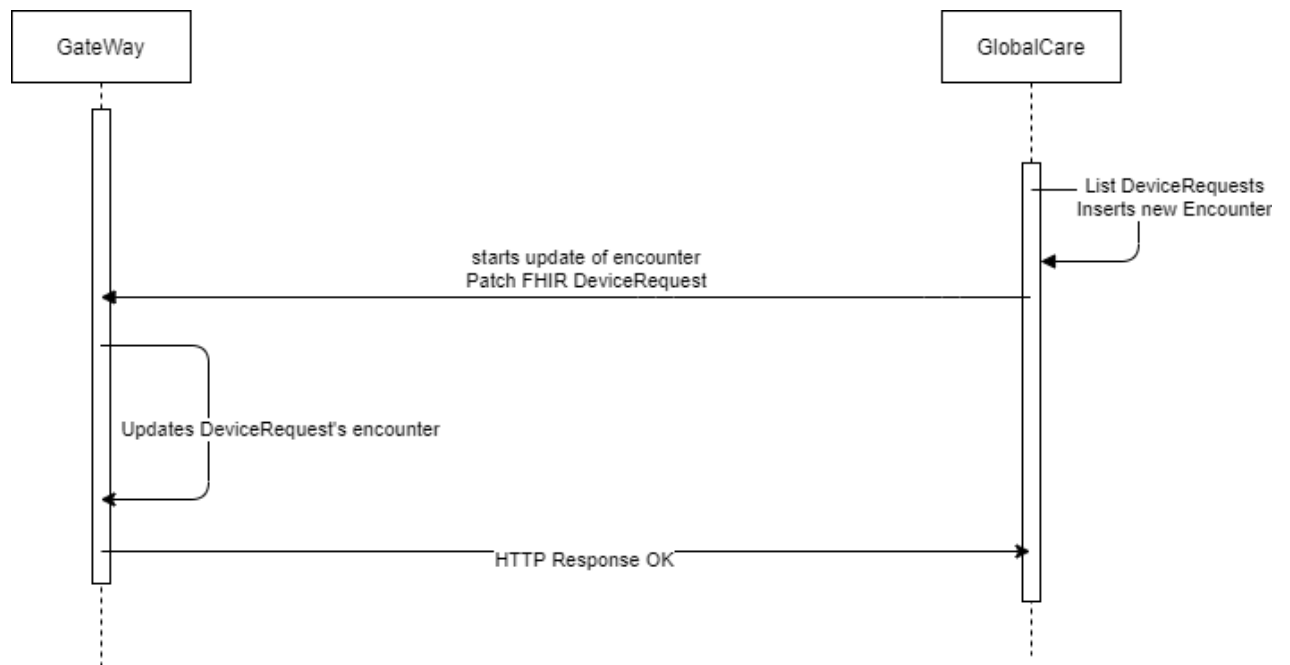 GateWay
GlobalCare
List DeviceRequests
Inserts new Encounter
starts update of encounter
Patch FHIR DeviceRequest
Updates DeviceRequest's encounter
HTTP Response OK